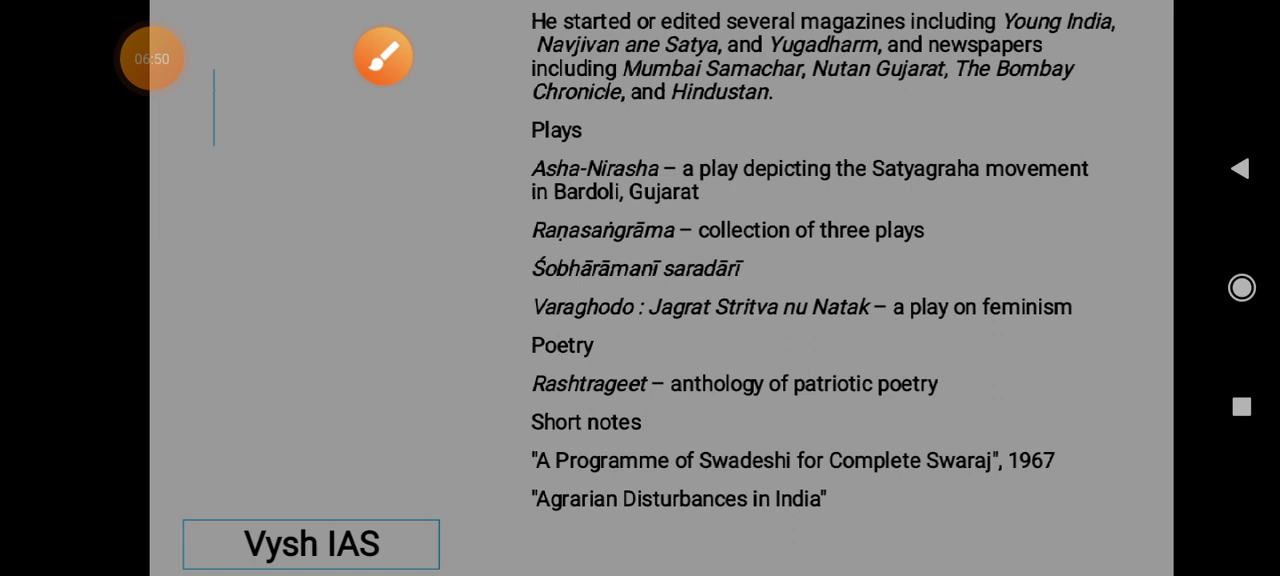 06:50
He started or edited several magazines including Young India,
Navjivan ane Satya, and Yugadharm, and newspapers
including Mumbai Samachar, Nutan Gujarat, The Bombay
Chronicle, and Hindustan.
Plays
Asha-Nirasha – a play depicting the Satyagraha movement
in Bardoli, Gujarat
Raṇasaṅgrāma – collection of three plays
Śobhārāmanī saradārī
Varaghodo : Jagrat Stritva nu Natak – a play on feminism
Poetry
Rashtrageet – anthology of patriotic poetry
Short notes
"A Programme of Swadeshi for Complete Swaraj", 1967
"Agrarian Disturbances in India"
Vysh IAS